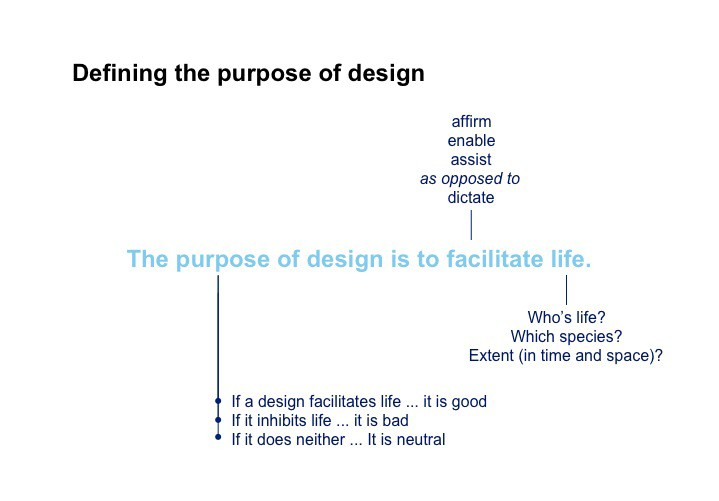 Defining the purpose of design
affirm
enable
assist
as opposed to
dictate
The purpose of design is to facilitate life.
Who's life?
Which species?
Extent (in time and space)?
• If a design facilitates life ... it is good
• If it inhibits life ... it is bad
• If it does neither ... It is neutral